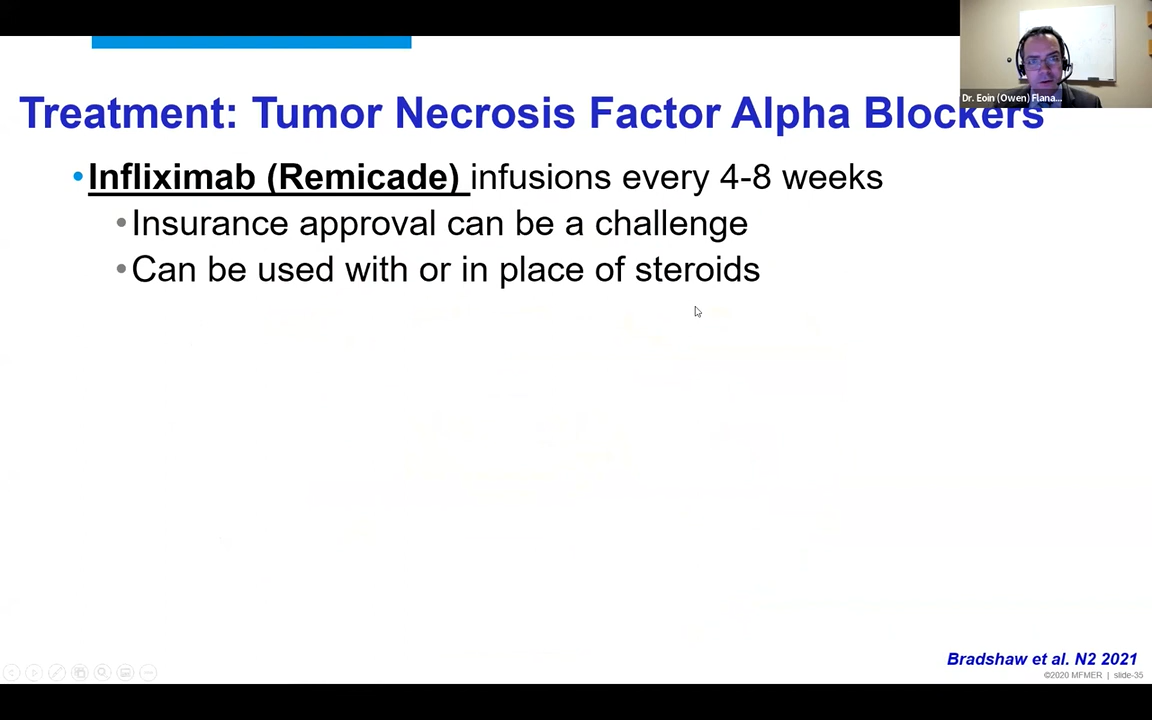 Dr. Eoin (Owen) Flana...
Treatment: Tumor Necrosis Factor Alpha Blockers
•Infliximab (Remicade) infusions every 4-8 weeks
•Insurance approval can be a challenge
•Can be used with or in place of steroids
Bradshaw et al. N2 2021
©2020 MFMER | slide-35